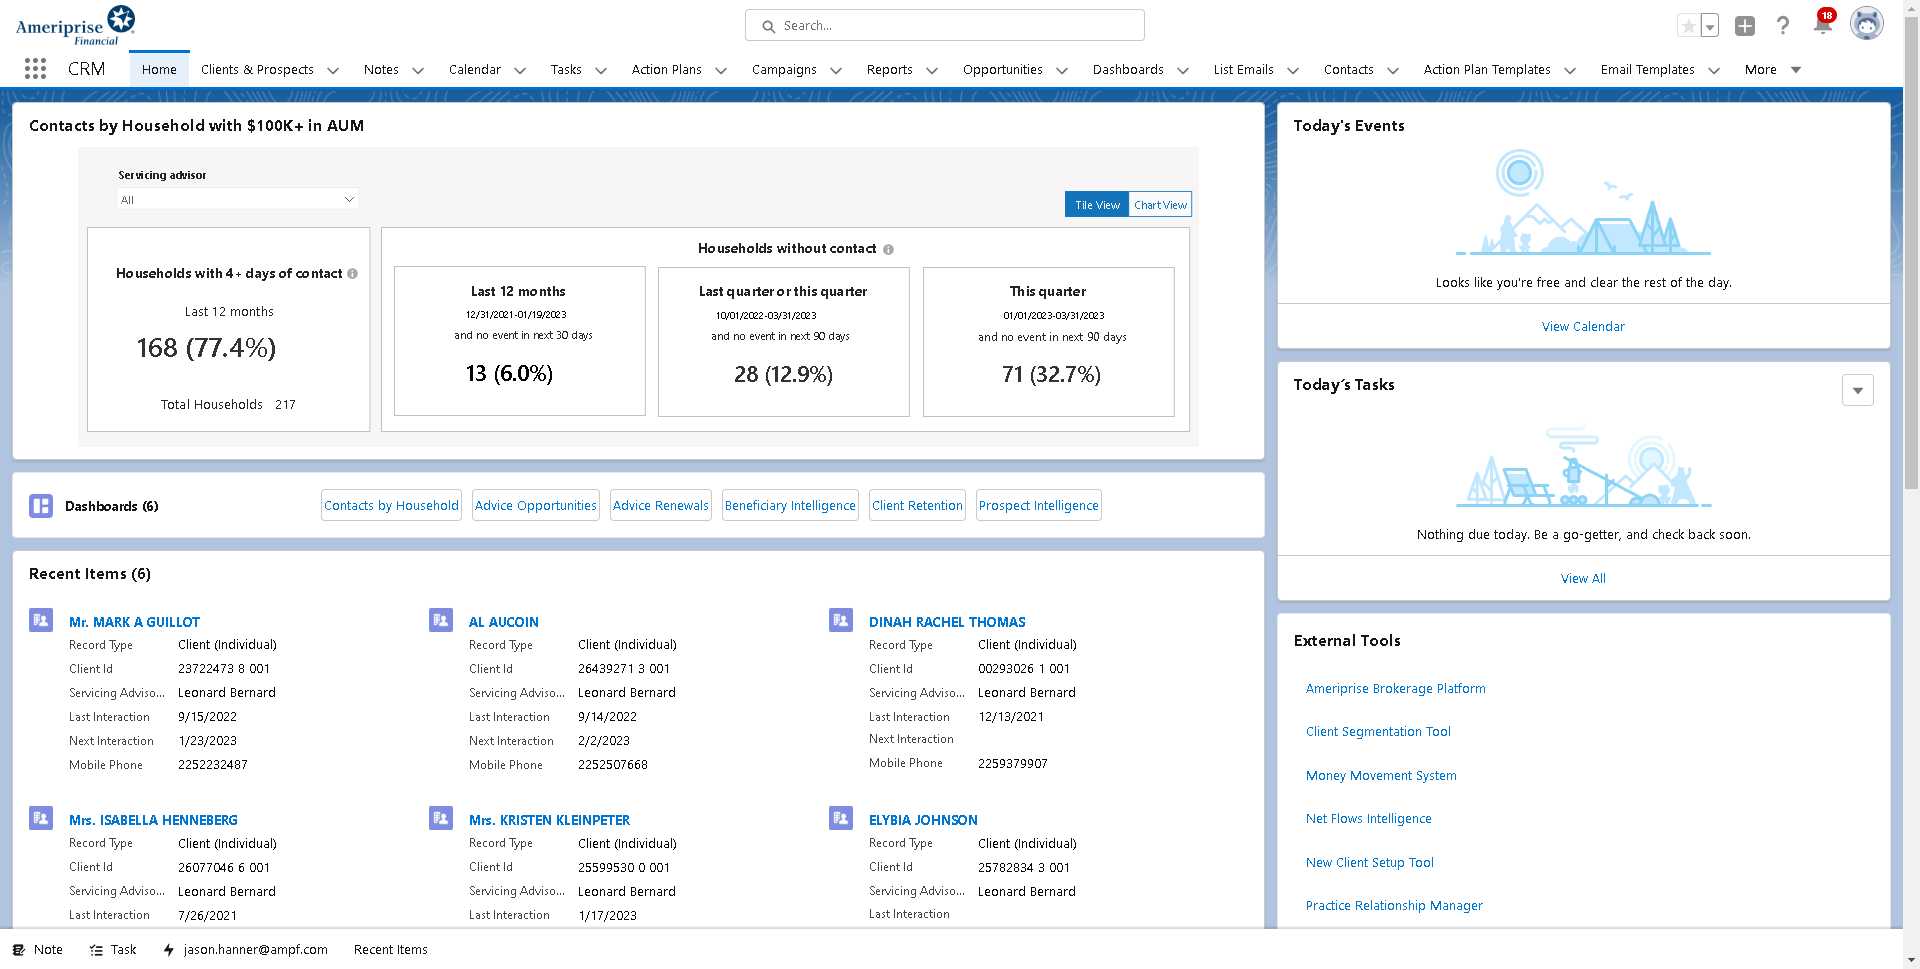 Ameriprise
Financial
Search...
18
CRM
Home
Clients & Prospects
Notes
Calendar
Tasks
Action Plans
Campaigns
Reports
Opportunities
Dashboards
List Emails
Contacts
Action Plan Templates
Email Templates
More
Contacts by Household with $100K+ in AUM
Servicing advisor
All
Tile View
Chart View
Households with 4+ days of contact
Last 12 months
168 (77.4%)
Total Households 217
Households without contact
Last 12 months
12/31/2021-01/19/2023
and no event in next 30 days
13 (6.0%)
Last quarter or this quarter
10/01/2022-03/31/2023
and no event in next 90 days
28 (12.9%)
This quarter
01/01/2023-03/31/2023
and no event in next 90 days
71 (32.7%)
Dashboards (6)
Contacts by Household
Advice Opportunities
Advice Renewals
Beneficiary Intelligence
Client Retention
Prospect Intelligence
Recent Items (6)
Mr. MARK A GUILLOT
Record Type Client (Individual)
Client Id 23722473 8 001
Servicing Adviso... Leonard Bernard
Last Interaction 9/15/2022
Next Interaction 1/23/2023
Mobile Phone 2252232487
AL AUCOIN
Record Type Client (Individual)
Client Id 26439271 3 001
Servicing Adviso... Leonard Bernard
Last Interaction 9/14/2022
Next Interaction 2/2/2023
Mobile Phone 2252507668
DINAH RACHEL THOMAS
Record Type Client (Individual)
Client Id 00293026 1 001
Servicing Adviso... Leonard Bernard
Last Interaction 12/13/2021
Next Interaction
Mobile Phone 2259379907
Mrs. ISABELLA HENNEBERG
Record Type Client (Individual)
Client Id 26077046 6 001
Servicing Adviso... Leonard Bernard
Last Interaction 7/26/2021
Mrs. KRISTEN KLEINPETER
Record Type Client (Individual)
Client Id 25599530 0 001
Servicing Adviso... Leonard Bernard
Last Interaction 1/17/2023
ELYBIA JOHNSON
Record Type Client (Individual)
Client Id 25782834 3 001
Servicing Adviso... Leonard Bernard
Last Interaction
Today's Events
Looks like you're free and clear the rest of the day.
View Calendar
Today´s Tasks
Nothing due today. Be a go-getter, and check back soon.
View All
External Tools
Ameriprise Brokerage Platform
Client Segmentation Tool
Money Movement System
Net Flows Intelligence
New Client Setup Tool
Practice Relationship Manager
Note
Task
jason.hanner@ampf.com
Recent Items